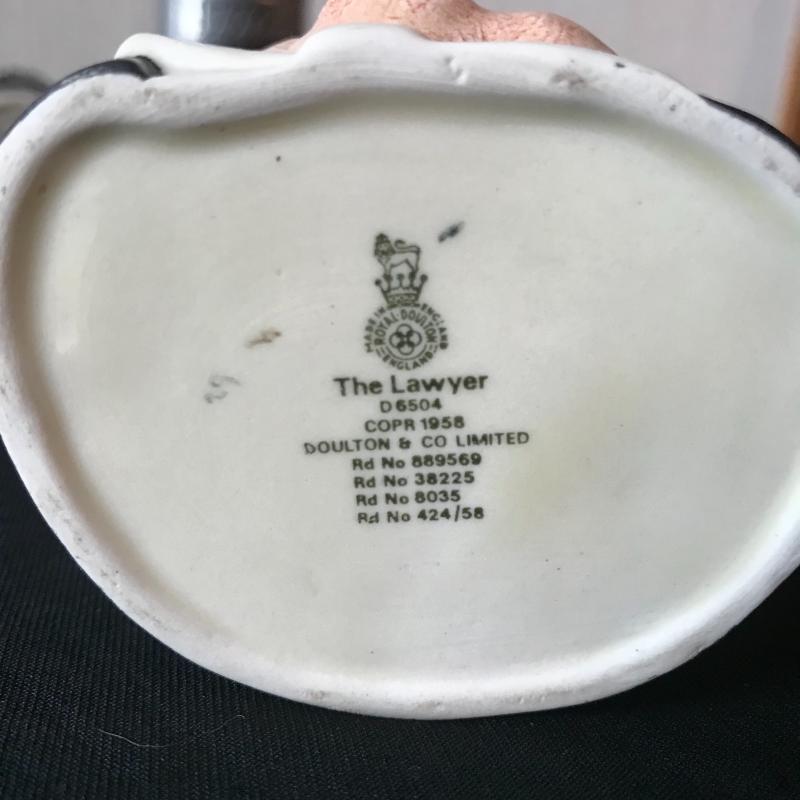 MADE IN ENGLAND
ROYAL·DOULTON
ENGLAND
The Lawyer
D 6504
COPR 1958
DOULTON & CO LIMITED
Rd No 889569
Rd No 38225
Rd No 8035
Rd No 424/58